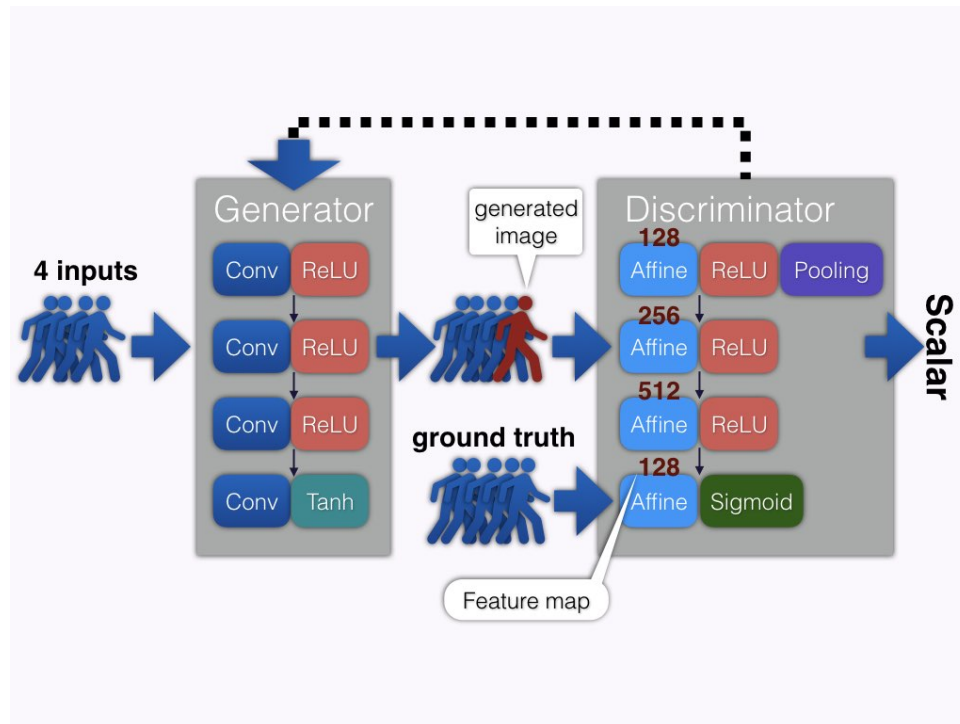 Generator
Conv ReLU
Conv ReLU
Conv ReLU
Conv Tanh
4 inputs
generated
image
ground truth
Discriminator
128
Affine ReLU Pooling
256
Affine ReLU
512
Affine ReLU
128
Affine Sigmoid
Feature map
Scalar